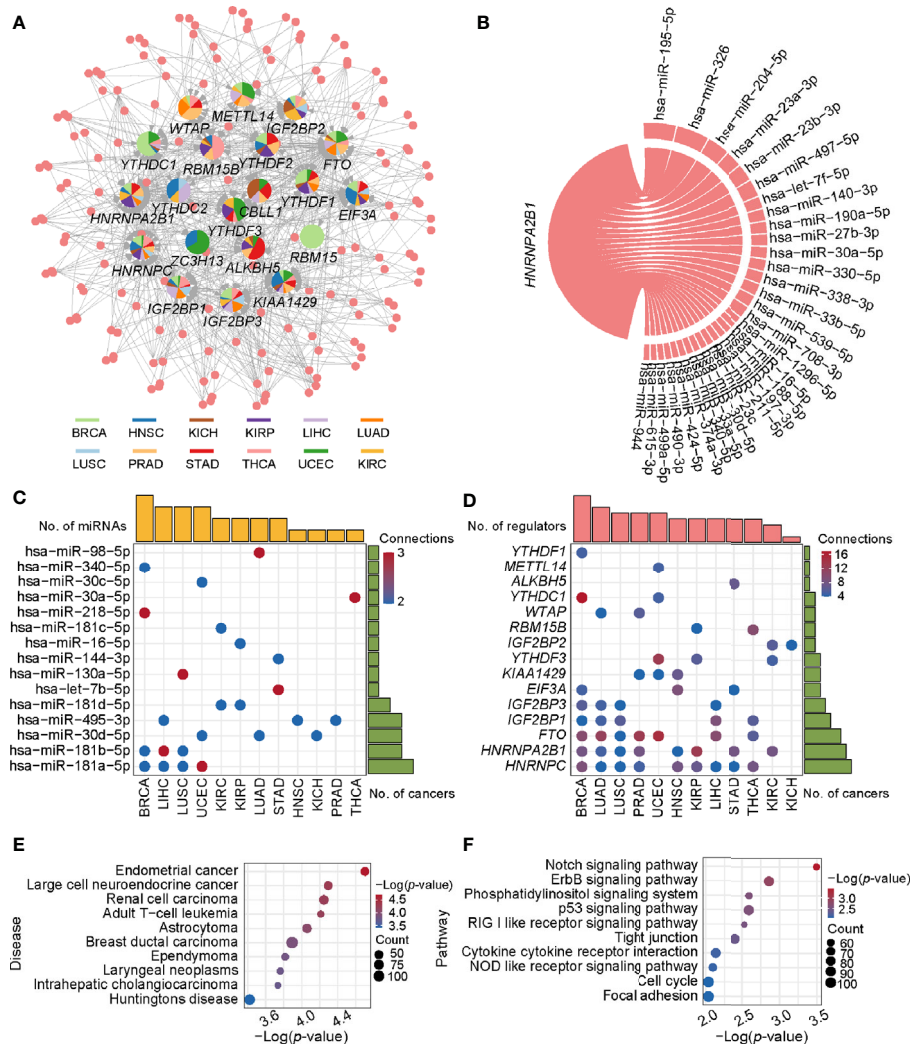 A
METTL14
WTAP
IGF2BP2
YTHDC1
RBM15B
YTHDF2
FTO
HNRNPA2B1
YTHDC2
CBLL1
YTHDF1
EIF3A
YTHDF3
HNRNPC
ZC3H13
ALKBH5
RBM15
IGF2BP1
IGF2BP3
KIAA1429
BRCA HNSC KICH KIRP LIHC LUAD
LUSC PRAD STAD THCA UCEC KIRC
B
HNRNPA2B1
hsa-miR-195-5p
hsa-miR-326
hsa-miR-204-5p
hsa-miR-23a-3p
hsa-miR-23b-3p
hsa-miR-497-5p
hsa-let-7f-5p
hsa-miR-140-3p
hsa-miR-190a-5p
hsa-miR-27b-3p
hsa-miR-30a-5p
hsa-miR-330-5p
hsa-miR-338-3p
hsa-miR-33b-5p
hsa-miR-539-5p
hsa-miR-708-3p
hsa-miR-1296-5p
hsa-miR-16-5p
hsa-miR-424-5p
hsa-miR-490-3p
hsa-miR-499a-5p
hsa-miR-615-3p
hsa-miR-944
C
No. of miRNAs
hsa-miR-98-5p
hsa-miR-340-5p
hsa-miR-30c-5p
hsa-miR-30a-5p
hsa-miR-218-5p
hsa-miR-181c-5p
hsa-miR-16-5p
hsa-miR-144-3p
hsa-miR-130a-5p
hsa-let-7b-5p
hsa-miR-181d-5p
hsa-miR-495-3p
hsa-miR-30d-5p
hsa-miR-181b-5p
hsa-miR-181a-5p
Connections
3
2
BRCA LIHC LUSC UCEC KIRC KIRP LUAD STAD HNSC KICH PRAD THCA
No. of cancers
D
No. of regulators
YTHDF1
METTL14
ALKBH5
YTHDC1
WTAP
RBM15B
IGF2BP2
YTHDF3
KIAA1429
EIF3A
IGF2BP3
IGF2BP1
FTO
HNRNPA2B1
HNRNPC
Connections
16
12
8
4
BRCA LUAD LUSC PRAD UCEC HNSC KIRP LIHC STAD THCA KIRC KICH
No. of cancers
E
Disease
Endometrial cancer
Large cell neuroendocrine cancer
Renal cell carcinoma
Adult T-cell leukemia
Astrocytoma
Breast ductal carcinoma
Ependymoma
Laryngeal neoplasms
Intrahepatic cholangiocarcinoma
Huntingtons disease
3.6 4.0 4.4
−Log(p-value)
−Log(p-value)
4.5
4.0
3.5
Count
50
75
100
F
Pathway
Notch signaling pathway
ErbB signaling pathway
Phosphatidylinositol signaling system
p53 signaling pathway
RIG I like receptor signaling pathway
Tight junction
Cytokine cytokine receptor interaction
NOD like receptor signaling pathway
Cell cycle
Focal adhesion
2.0 2.5 3.0 3.5
−Log(p-value)
−Log(p-value)
3.0
2.5
Count
60
70
80
90
100